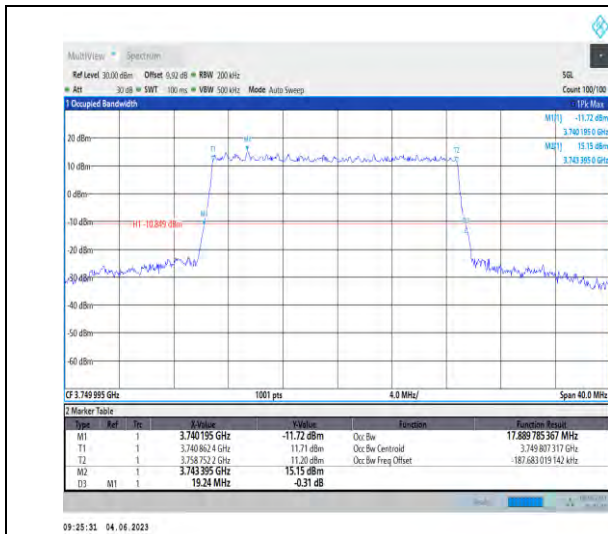 MultiView Spectrum
Ref Level 30.00 dBm Offset 9.92 dB RBW 200 kHz SGL
Att 30 dB SWT 100 ms VBW 500 kHz Mode Auto Sweep Count 100/100
1 Occupied Bandwidth 1Pk Max
M1[1] -11.72 dBm
3.740 195 0 GHz
M2[1] 15.15 dBm
3.743 395 0 GHz
20 dBm
T1 M2 T2
10 dBm
0 dBm
M1
-10 dBm
H1 -10.849 dBm
-20 dBm
-30 dBm
-40 dBm
-50 dBm
-60 dBm
CF 3.749 995 GHz 1001 pts 4.0 MHz/ Span 40.0 MHz
2 Marker Table
Type Ref Trc X-Value Y-Value Function Function Result
M1 1 3.740195 GHz -11.72 dBm Occ Bw 17.889 785 367 MHz
T1 1 3.740 862 4 GHz 11.71 dBm Occ Bw Centroid 3.749 807 317 GHz
T2 1 3.758 752 2 GHz 11.20 dBm Occ Bw Freq Offset -187.683 019 142 kHz
M2 1 3.743395 GHz 15.15 dBm
D3 M1 1 19.24 MHz -0.31 dB
09:25:31 04.06.2023